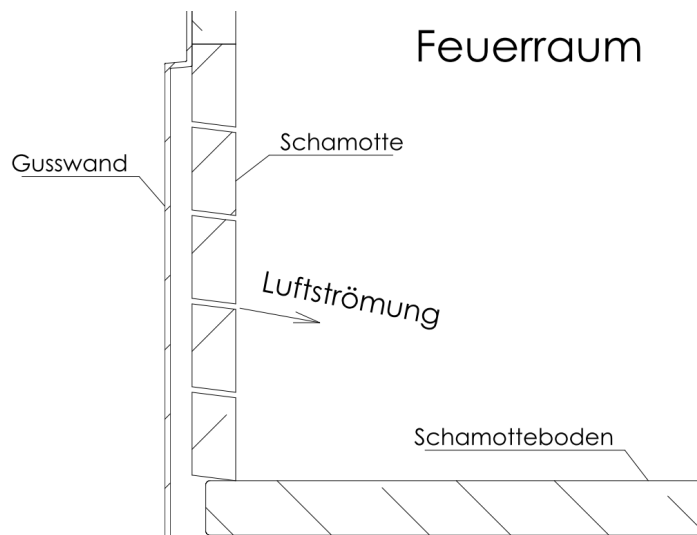 Feuerraum
Schamotte
Gusswand
Luftströmung
Schamotteboden